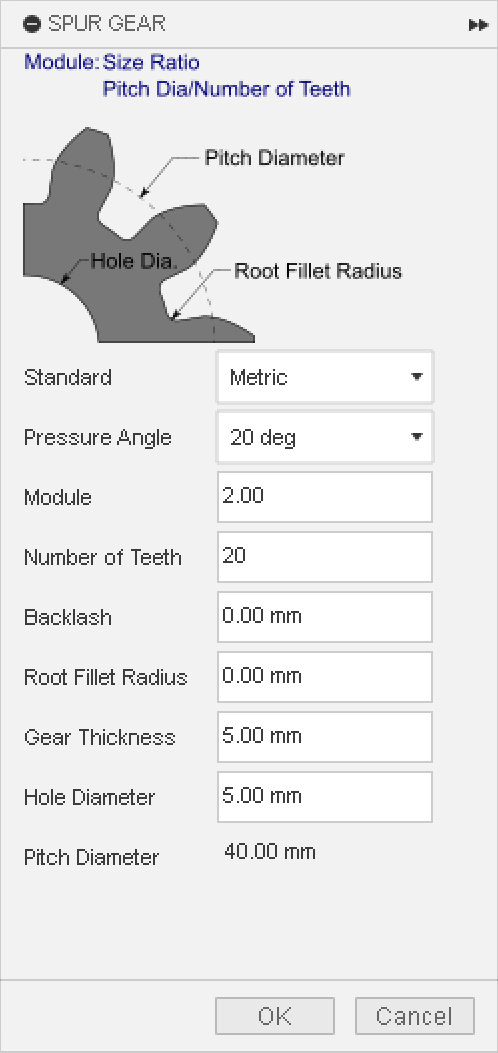 SPUR GEAR
Module: Size Ratio
Pitch Dia/Number of Teeth
Pitch Diameter
Hole Dia.
Root Fillet Radius
Standard Metric
Pressure Angle 20 deg
Module 2.00
Number of Teeth 20
Backlash 0.00 mm
Root Fillet Radius 0.00 mm
Gear Thickness 5.00 mm
Hole Diameter 5.00 mm
Pitch Diameter 40.00 mm
OK Cancel